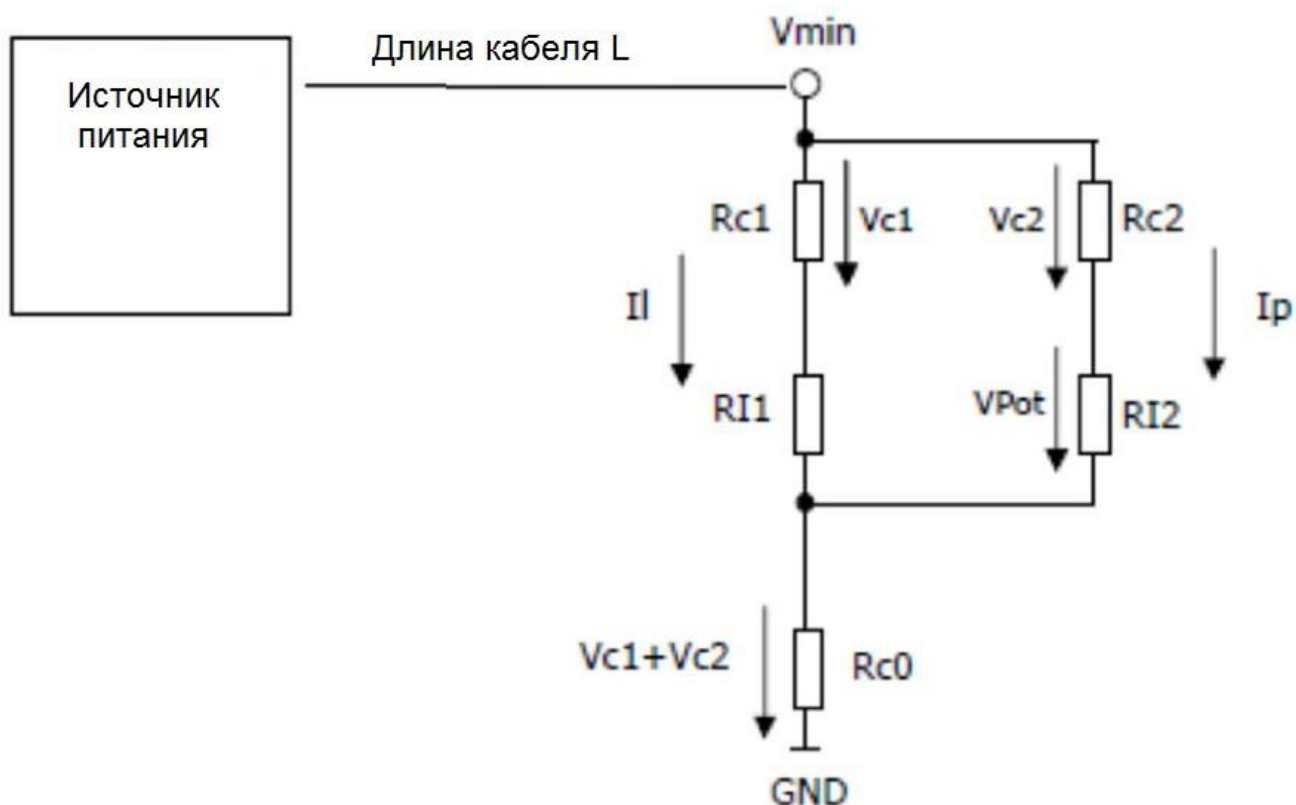 Длина кабеля L
Vmin
Источник
питания
Rc1
Vc1
Vc2
Rc2
Il
Ip
RI1
VPot
RI2
Vc1+Vc2
Rc0
GND